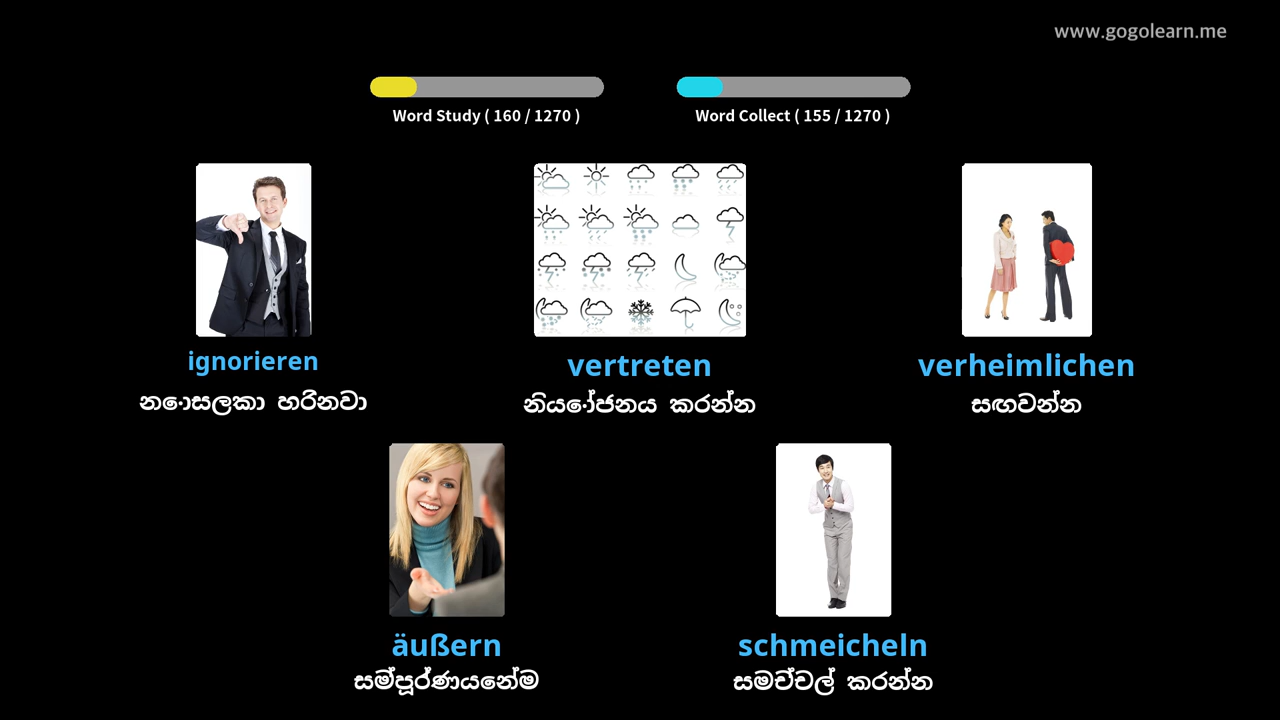 www.gogolearn.me
Word Study ( 160 / 1270 )
Word Collect ( 155 / 1270 )
ignorieren
vertreten
verheimlichen
නොසලකා හරිනවා
නියෝජනය කරන්න
සඟවන්න
äußern
schmeicheln
සම්පූර්ණයනේම
සමච්චල් කරන්න